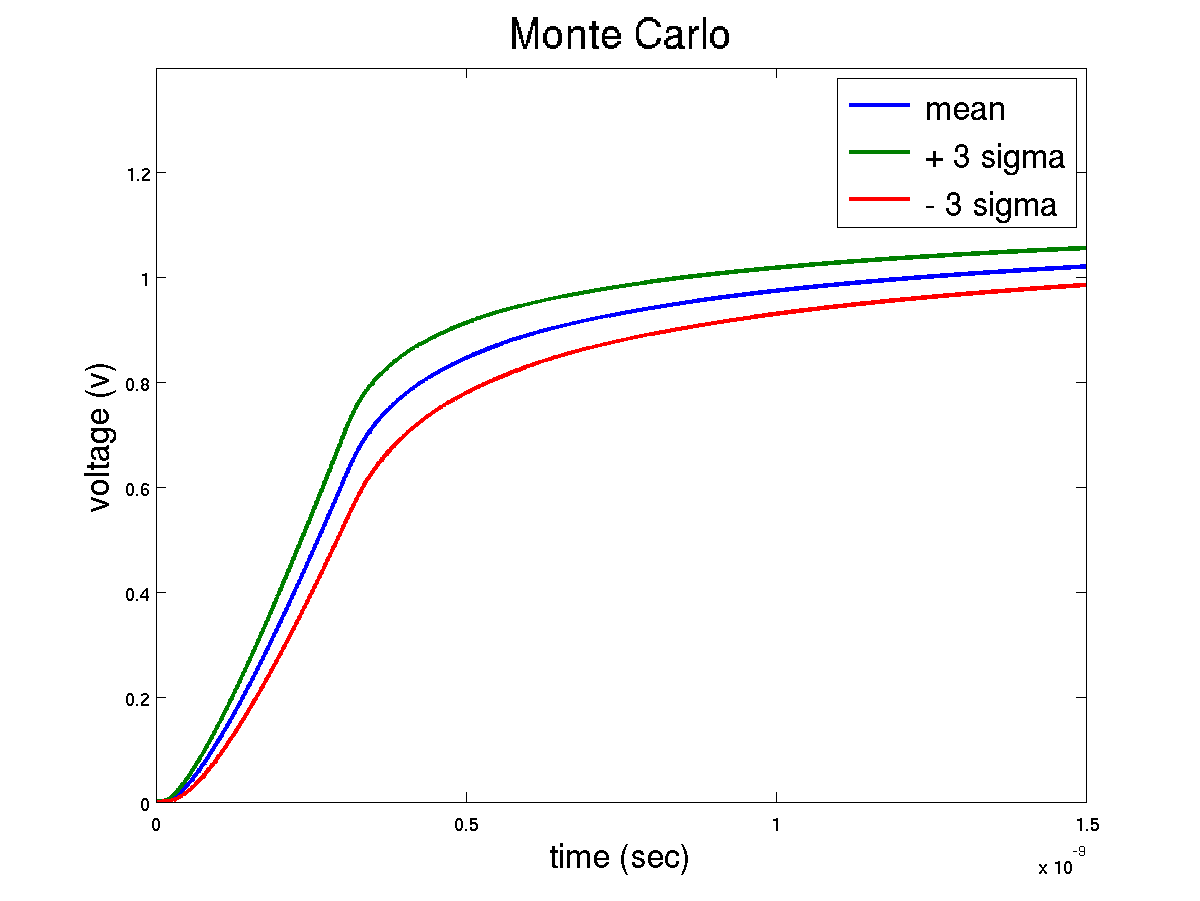 Monte Carlo
mean
+ 3 sigma
- 3 sigma
1.2
1
0.8
0.6
0.4
0.2
0
voltage (v)
0
0.5
1
1.5
time (sec)
x 10^-9